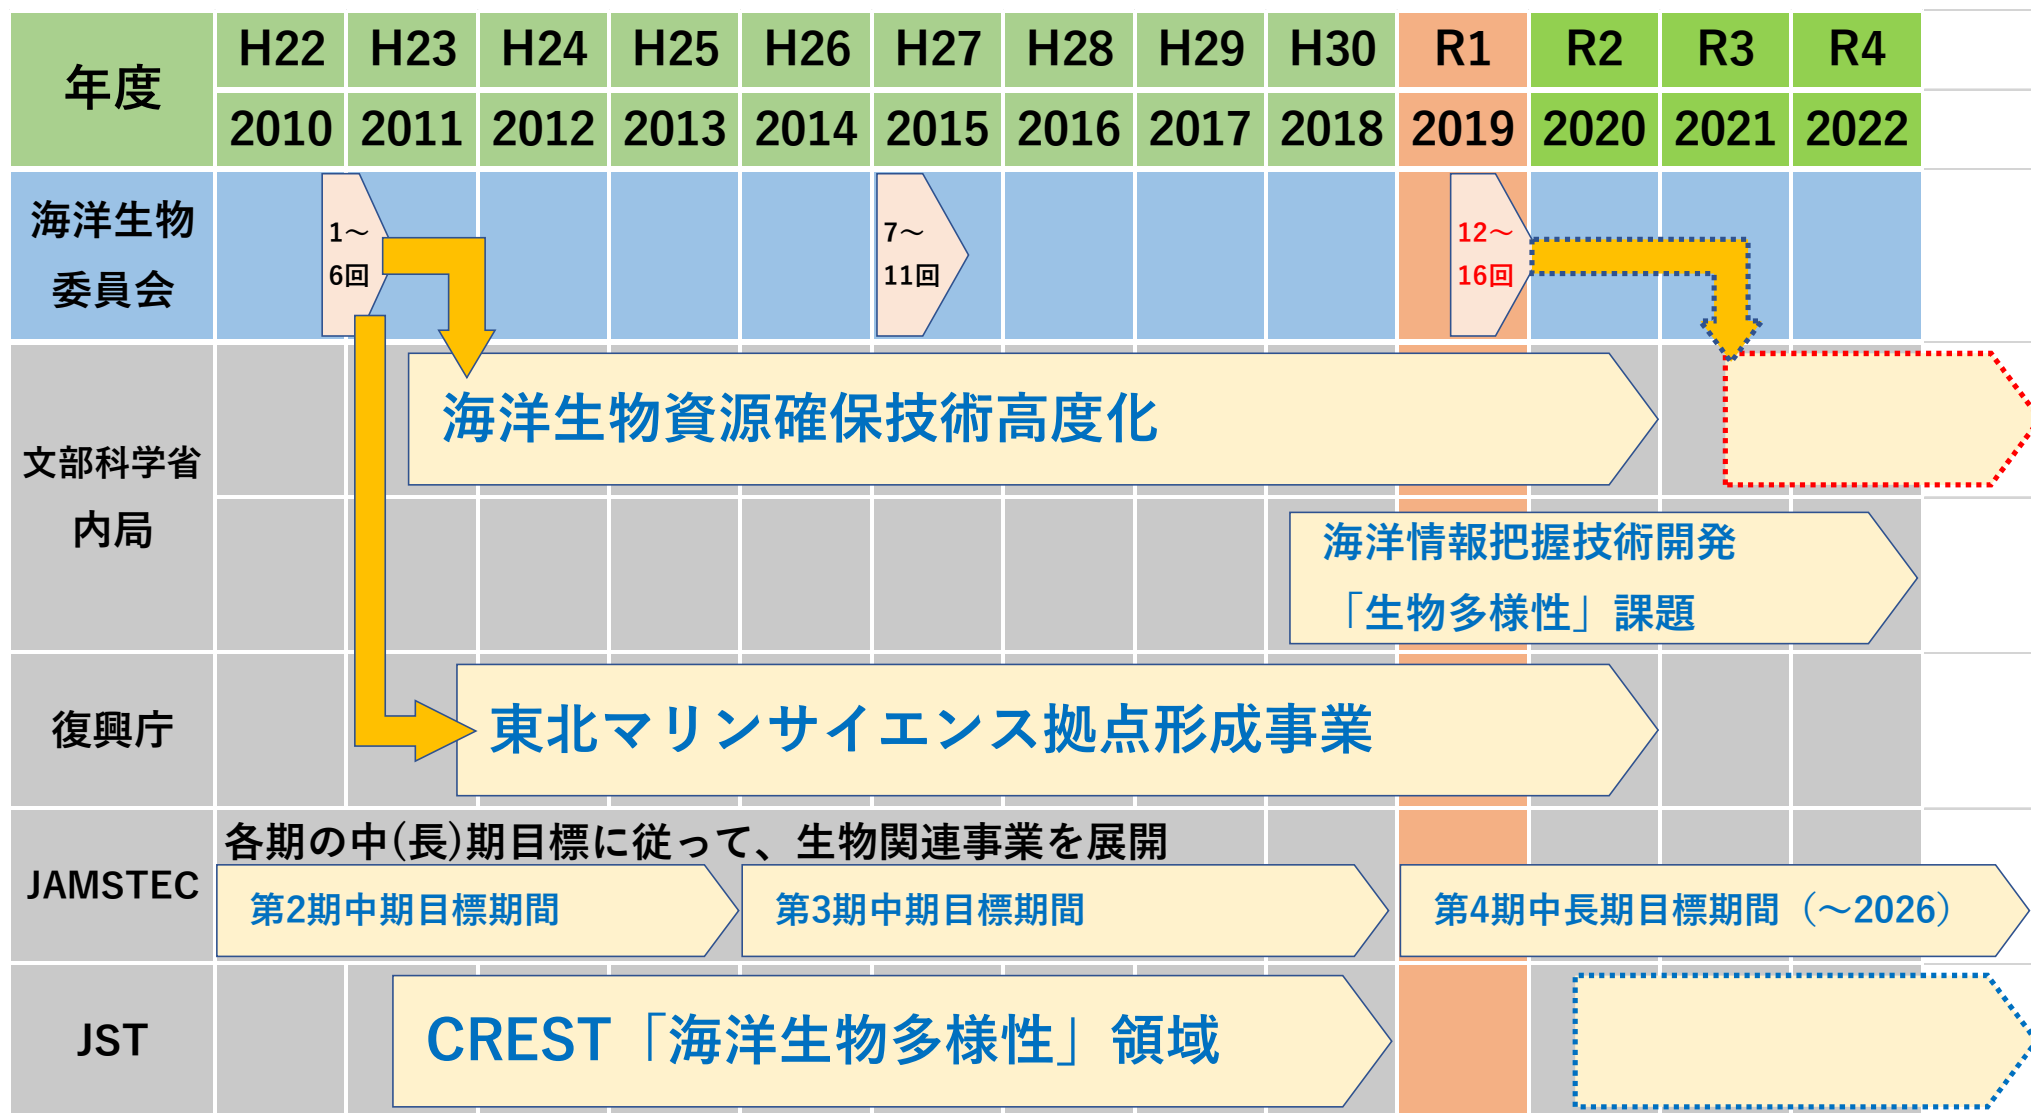 年度
H22 H23 H24 H25 H26 H27 H28 H29 H30 R1 R2 R3 R4
2010 2011 2012 2013 2014 2015 2016 2017 2018 2019 2020 2021 2022
海洋生物
委員会
1～
6回
7～
11回
12～
16回
文部科学省
内局
海洋生物資源確保技術高度化
海洋情報把握技術開発
「生物多様性」課題
復興庁
東北マリンサイエンス拠点形成事業
JAMSTEC
各期の中(長)期目標に従って、生物関連事業を展開
第2期中期目標期間
第3期中期目標期間
第4期中長期目標期間（～2026）
JST
CREST「海洋生物多様性」領域